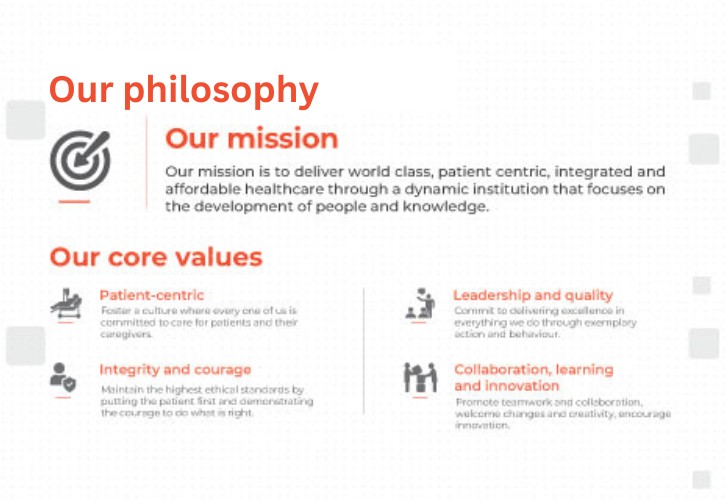 Our philosophy
Our mission
Our mission is to deliver world class, patient centric, integrated and
affordable healthcare through a dynamic institution that focuses on
the development of people and knowledge.
Our core values
Patient-centric
Foster a culture where every one of us is
committed to care for patients and their
caregivers.
Integrity and courage
Maintain the highest ethical standards by
putting the patient first and demonstrating
the courage to do what is right.
Leadership and quality
Commit to delivering excellence in
everything we do through exemplary
action and behaviour.
Collaboration, learning
and innovation
Promote teamwork and collaboration,
welcome changes and creativity, encourage
innovation.